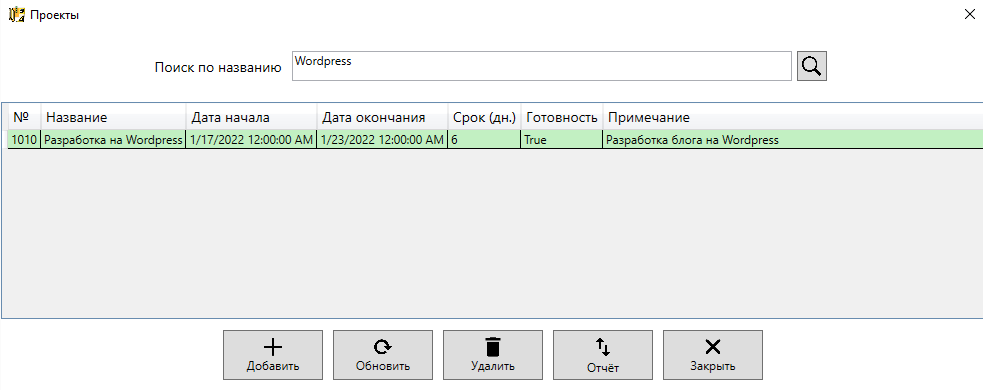 Проекты
Поиск по названию Wordpress
№ Название Дата начала Дата окончания Срок (дн.) Готовность Примечание
1010 Разработка на Wordpress 1/17/2022 12:00:00 AM 1/23/2022 12:00:00 AM 6 True Разработка блога на Wordpress
Добавить Обновить Удалить Отчёт Закрыть